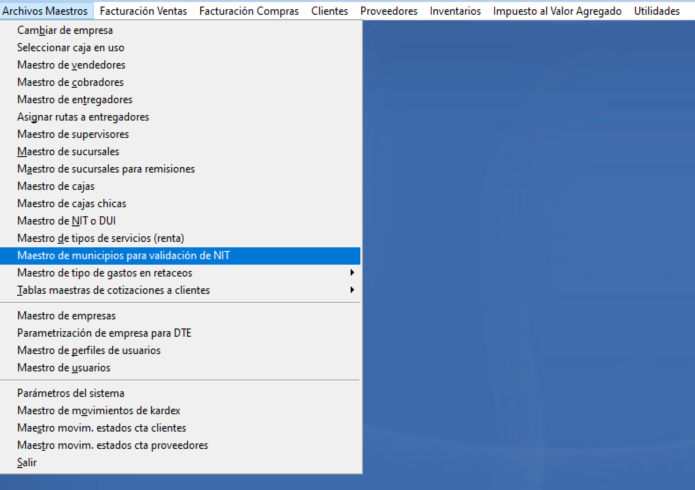 Archivos Maestros Facturación Ventas Facturación Compras Clientes Proveedores Inventarios Impuesto al Valor Agregado Utilidades
Cambiar de empresa
Seleccionar caja en uso
Maestro de vendedores
Maestro de cobradores
Maestro de entregadores
Asignar rutas a entregadores
Maestro de supervisores
Maestro de sucursales
Maestro de sucursales para remisiones
Maestro de cajas
Maestro de cajas chicas
Maestro de NIT o DUI
Maestro de tipos de servicios (renta)
Maestro de municipios para validación de NIT
Maestro de tipo de gastos en retaceos
Tablas maestras de cotizaciones a clientes
Maestro de empresas
Parametrización de empresa para DTE
Maestro de perfiles de usuarios
Maestro de usuarios
Parámetros del sistema
Maestro de movimientos de kardex
Maestro movim. estados cta clientes
Maestro movim. estados cta proveedores
Salir